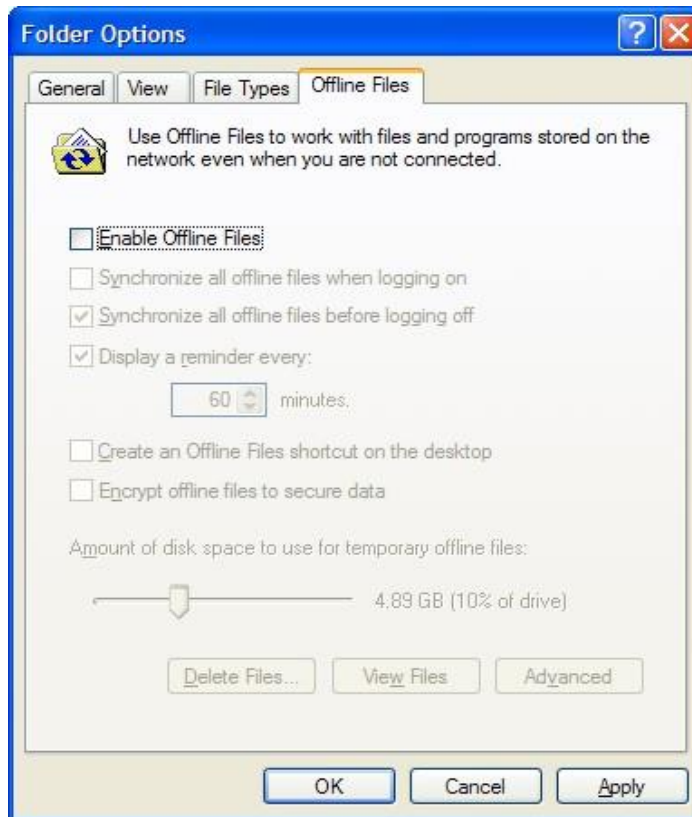 Folder Options
?
General View File Types Offline Files
Use Offline Files to work with files and programs stored on the
network even when you are not connected.
Enable Offline Files
Synchronize all offline files when logging on
Synchronize all offline files before logging off
Display a reminder every:
60 minutes.
Create an Offline Files shortcut on the desktop
Encrypt offline files to secure data
Amount of disk space to use for temporary offline files:
4.89 GB (10% of drive)
Delete Files... View Files Advanced
OK Cancel Apply